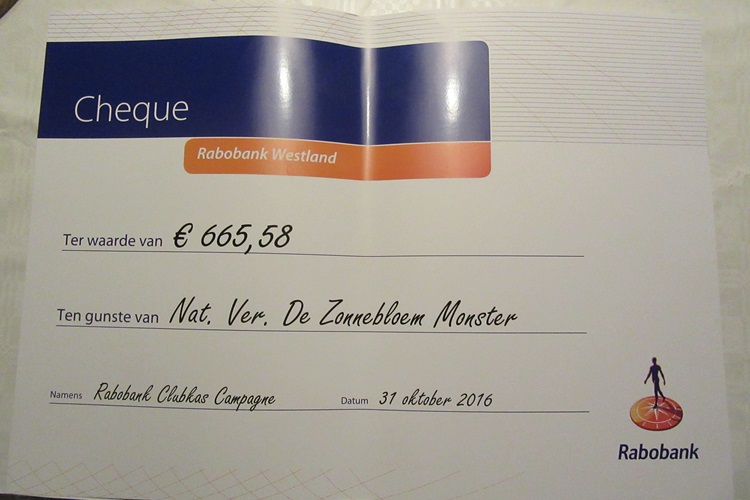 Cheque
Rabobank Westland
Ter waarde van € 665,58
Ten gunste van Nat. Ver. De Zonnebloem Monster
Namens Rabobank Clubkas Campagne Datum 31 oktober 2016
Rabobank